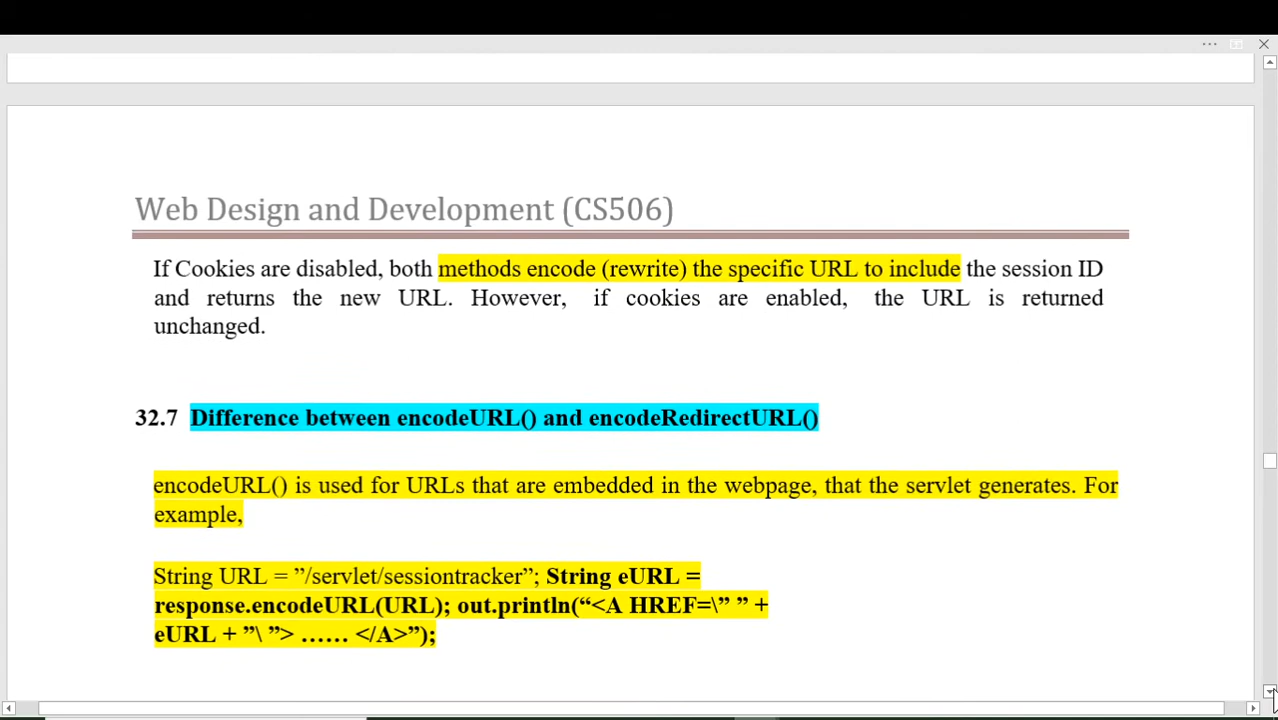 Web Design and Development (CS506)
If Cookies are disabled, both methods encode (rewrite) the specific URL to include the session ID
and returns the new URL. However, if cookies are enabled, the URL is returned
unchanged.
32.7 Difference between encodeURL() and encodeRedirectURL()
encodeURL() is used for URLs that are embedded in the webpage, that the servlet generates. For
example,
String URL = ”/servlet/sessiontracker”; String eURL =
response.encodeURL(URL); out.println(“<A HREF=\” ” +
eURL + ”\ ”> …… </A>”);